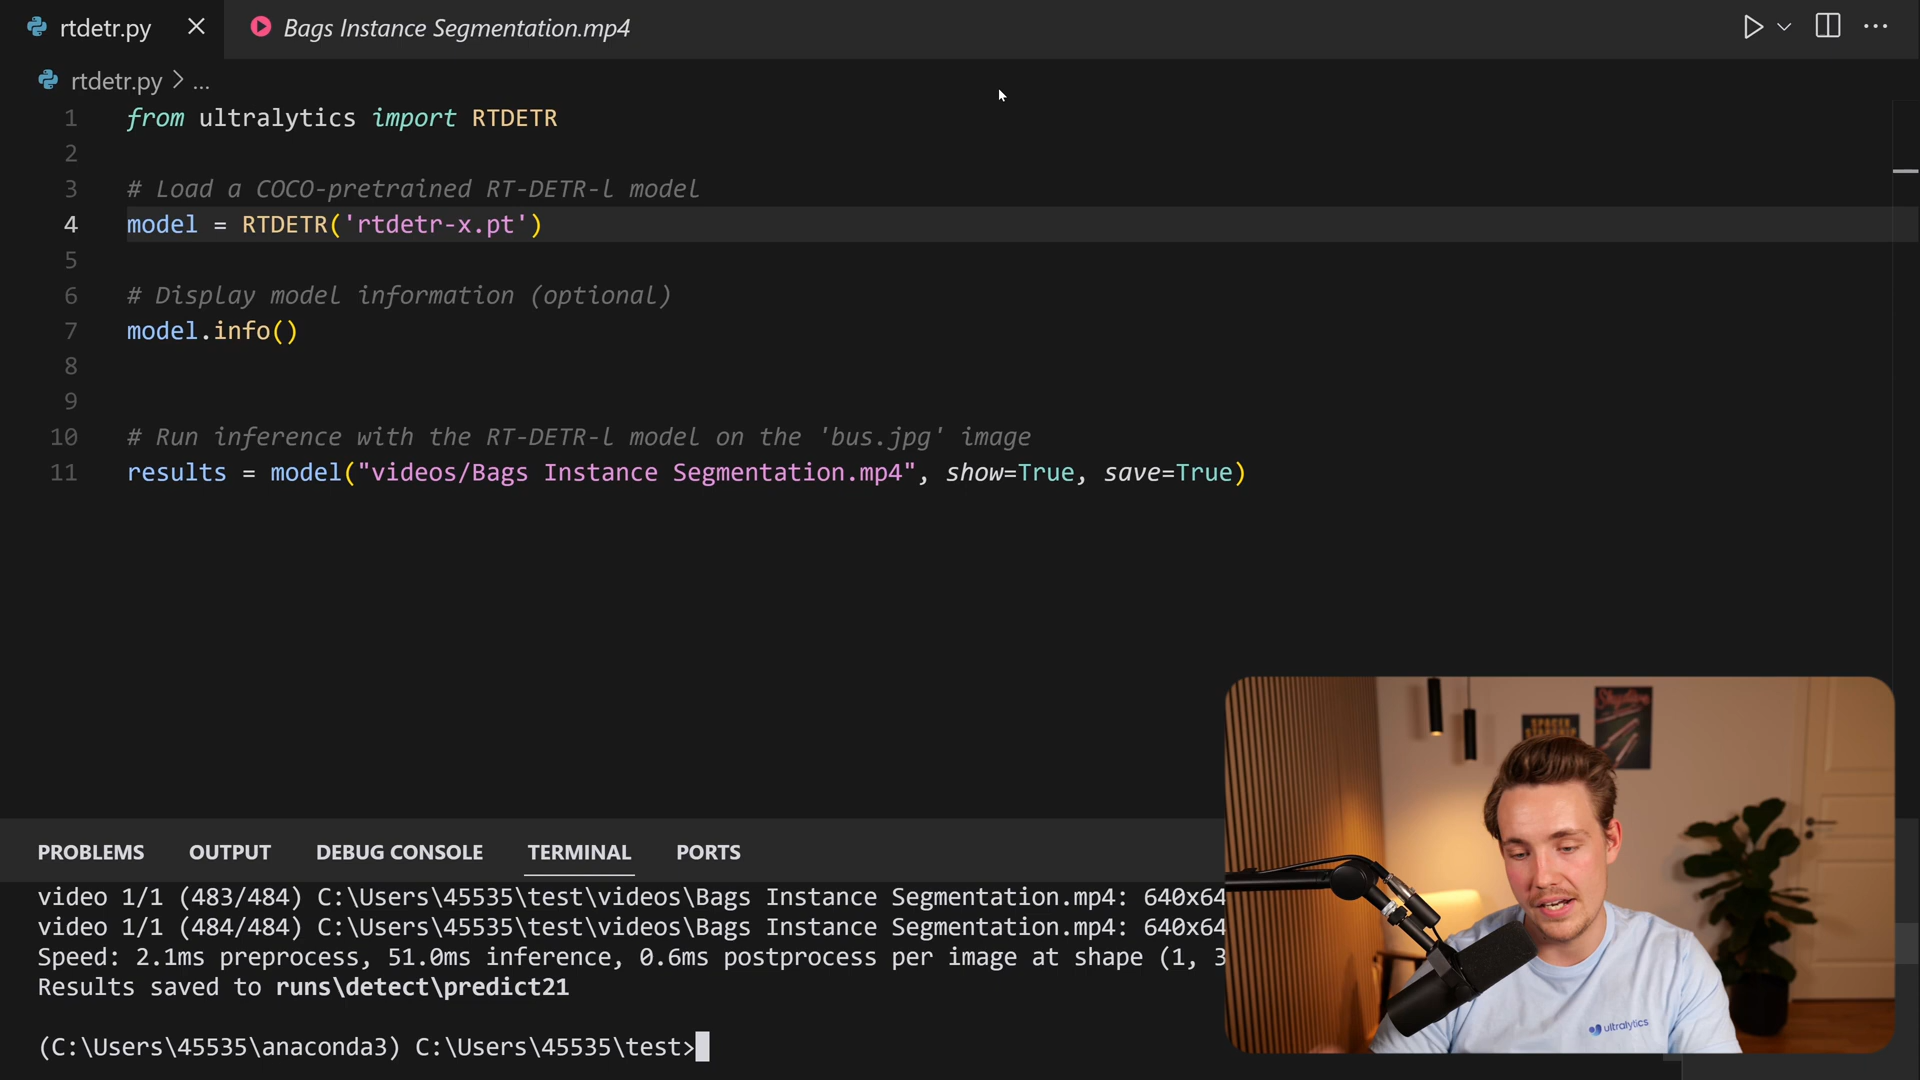 rtdetr.py
Bags Instance Segmentation.mp4
rtdetr.py > ...
1 from ultralytics import RTDETR
2
3 # Load a COCO-pretrained RT-DETR-l model
4 model = RTDETR('rtdetr-x.pt')
5
6 # Display model information (optional)
7 model.info()
8
9
10 # Run inference with the RT-DETR-l model on the 'bus.jpg' image
11 results = model("videos/Bags Instance Segmentation.mp4", show=True, save=True)
PROBLEMS OUTPUT DEBUG CONSOLE TERMINAL PORTS
video 1/1 (483/484) C:\Users\45535\test\videos\Bags Instance Segmentation.mp4: 640x64
video 1/1 (484/484) C:\Users\45535\test\videos\Bags Instance Segmentation.mp4: 640x64
Speed: 2.1ms preprocess, 51.0ms inference, 0.6ms postprocess per image at shape (1, 3
Results saved to runs\detect\predict21
(C:\Users\45535\anaconda3) C:\Users\45535\test>
ultralytics